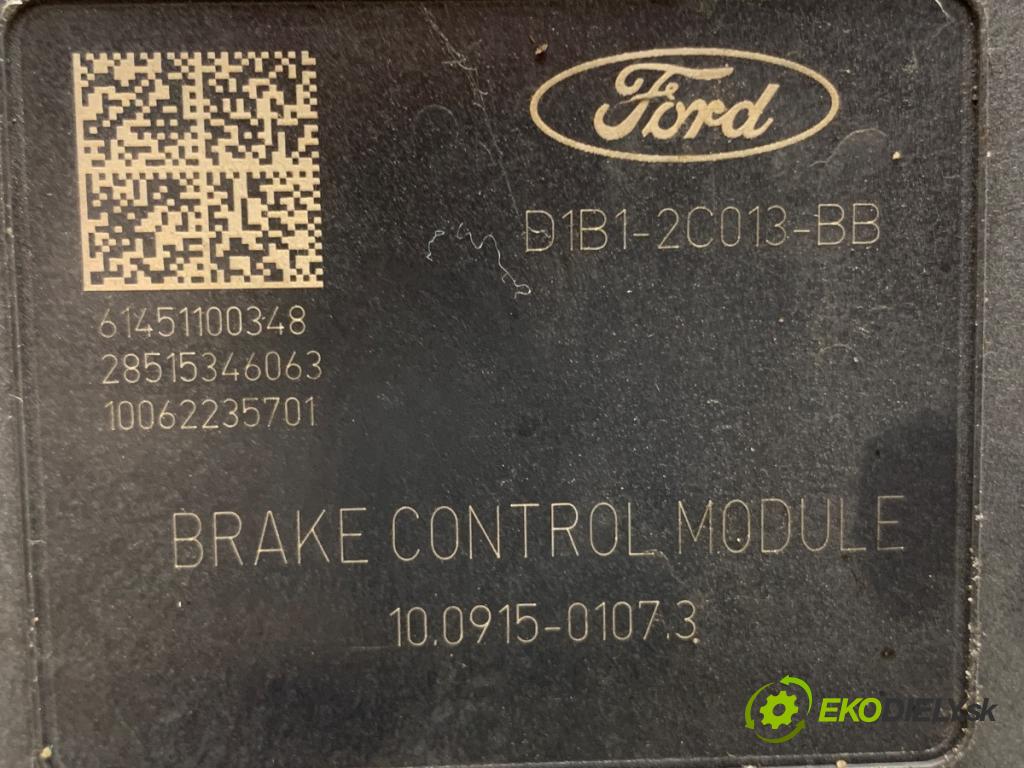 Ford
D1B1-2C013-BB
61451100348
28515346063
10062235701
BRAKE CONTROL MODULE
10.0915-0107.3
EKODIELY.sk